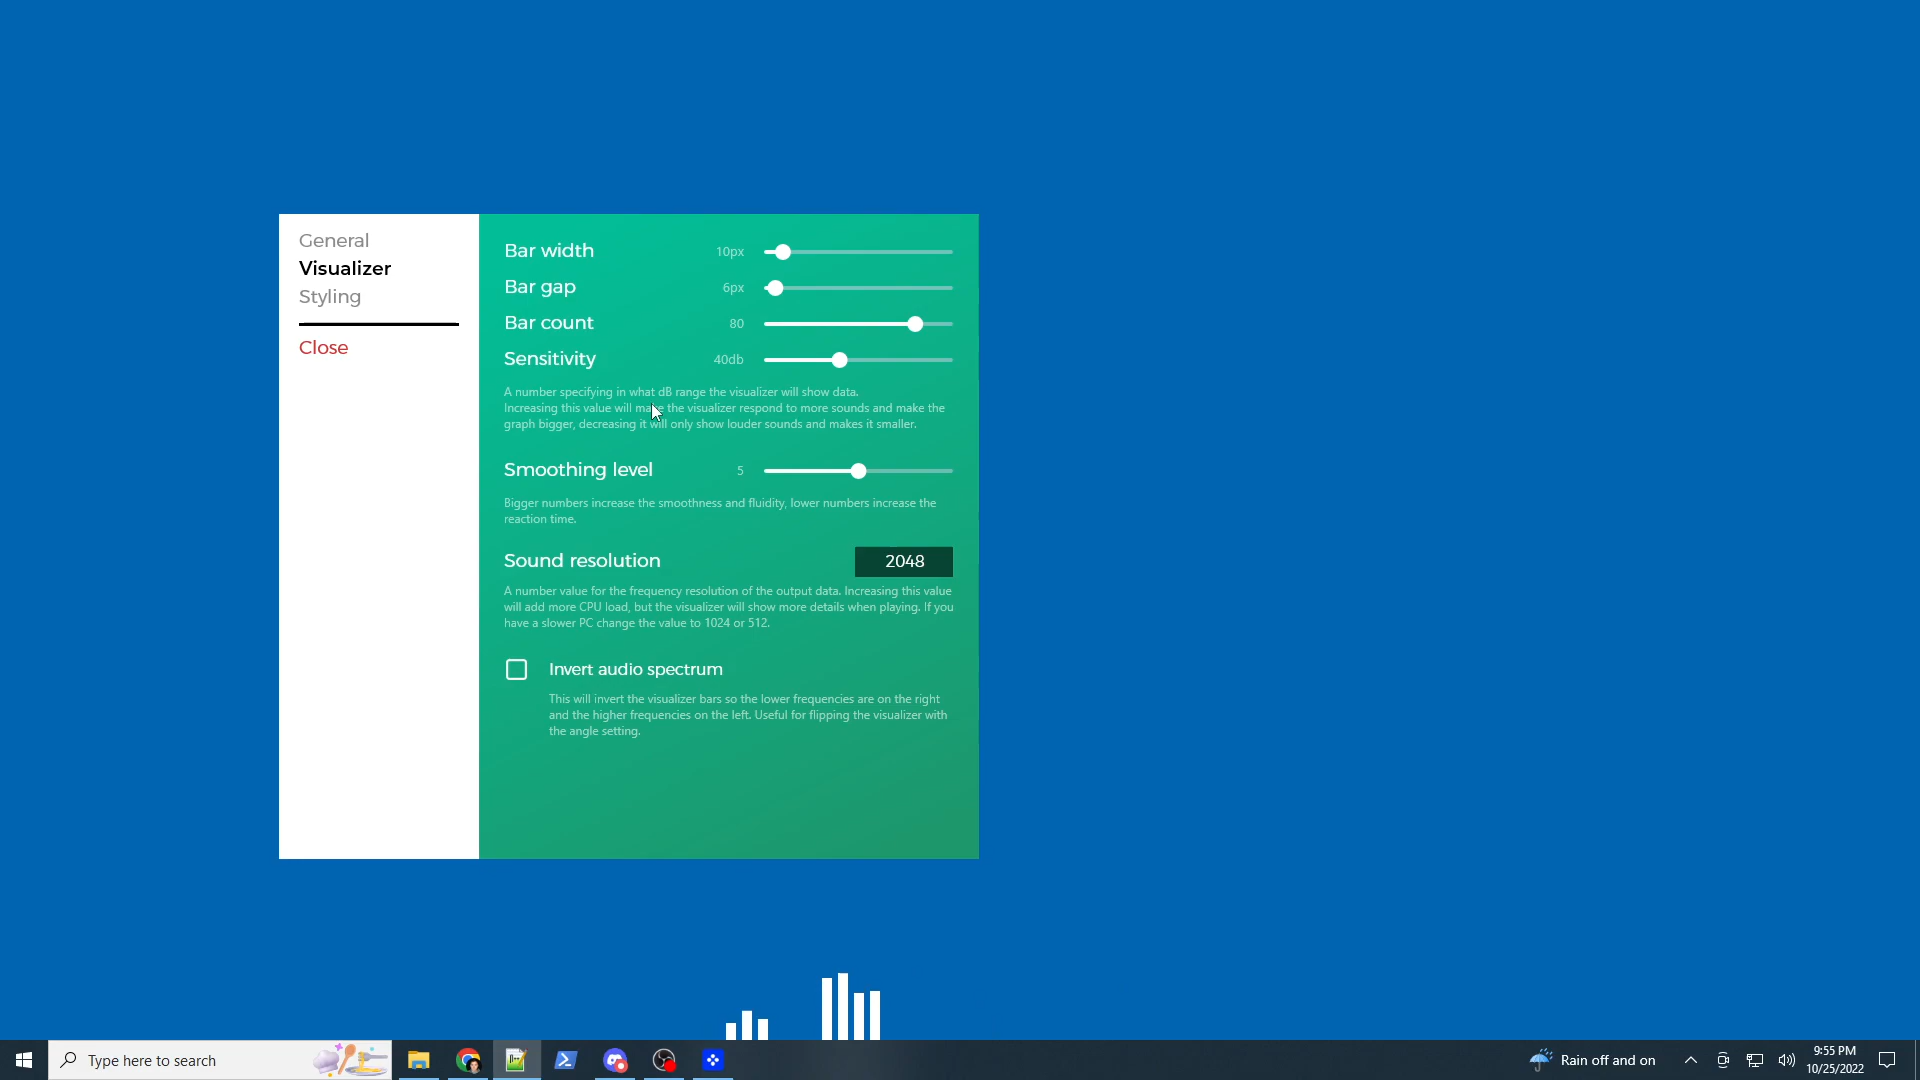 General
Visualizer
Styling
Close
Bar width 10px
Bar gap 6px
Bar count 80
Sensitivity 40db
A number specifying in what dB range the visualizer will show data.
Increasing this value will make the visualizer respond to more sounds and make the
graph bigger, decreasing it will only show louder sounds and makes it smaller.
Smoothing level 5
Bigger numbers increase the smoothness and fluidity, lower numbers increase the
reaction time.
Sound resolution 2048
A number value for the frequency resolution of the output data. Increasing this value
will add more CPU load, but the visualizer will show more details when playing. If you
have a slower PC change the value to 1024 or 512.
Invert audio spectrum
This will invert the visualizer bars so the lower frequencies are on the right
and the higher frequencies on the left. Useful for flipping the visualizer with
the angle setting.
Type here to search
Rain off and on
9:55 PM
10/25/2022